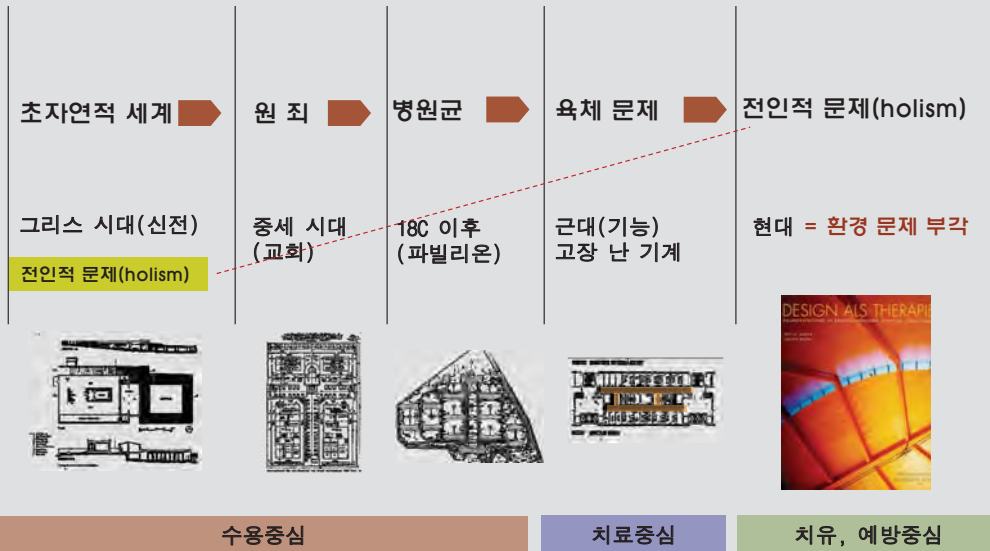 초자연적 세계
원 죄
병원균
육체 문제
전인적 문제(holism)
그리스 시대(신전)
중세 시대
(교회)
18C 이후
(파빌리온)
근대(기능)
고장 난 기계
현대 = 환경 문제 부각
전인적 문제(holism)
DESIGN ALS THERAPIE
수용중심
치료중심
치유, 예방중심